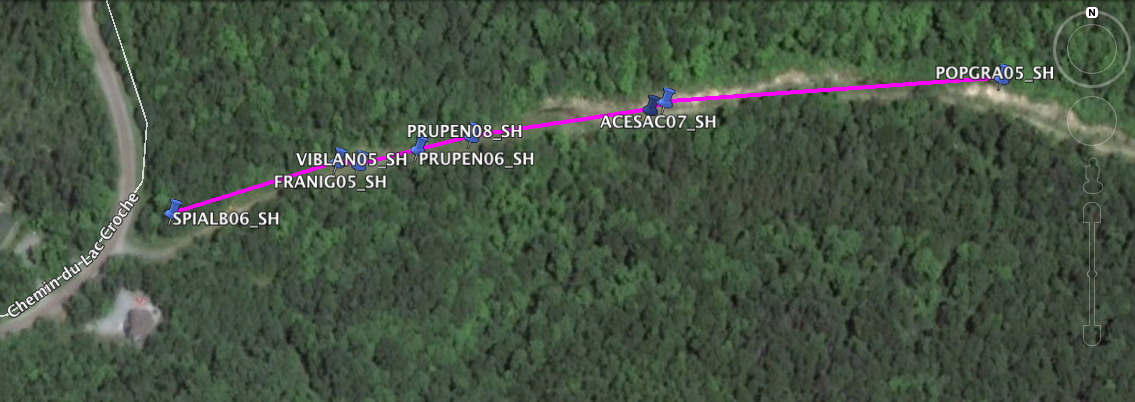 N
POPGRA05_SH
ACESAC07_SH
PRUPEN08_SH
VIBLAN05_SH
PRUPEN06_SH
FRANIG05_SH
SPIALB06_SH
Chemin-du-Lac-Croche